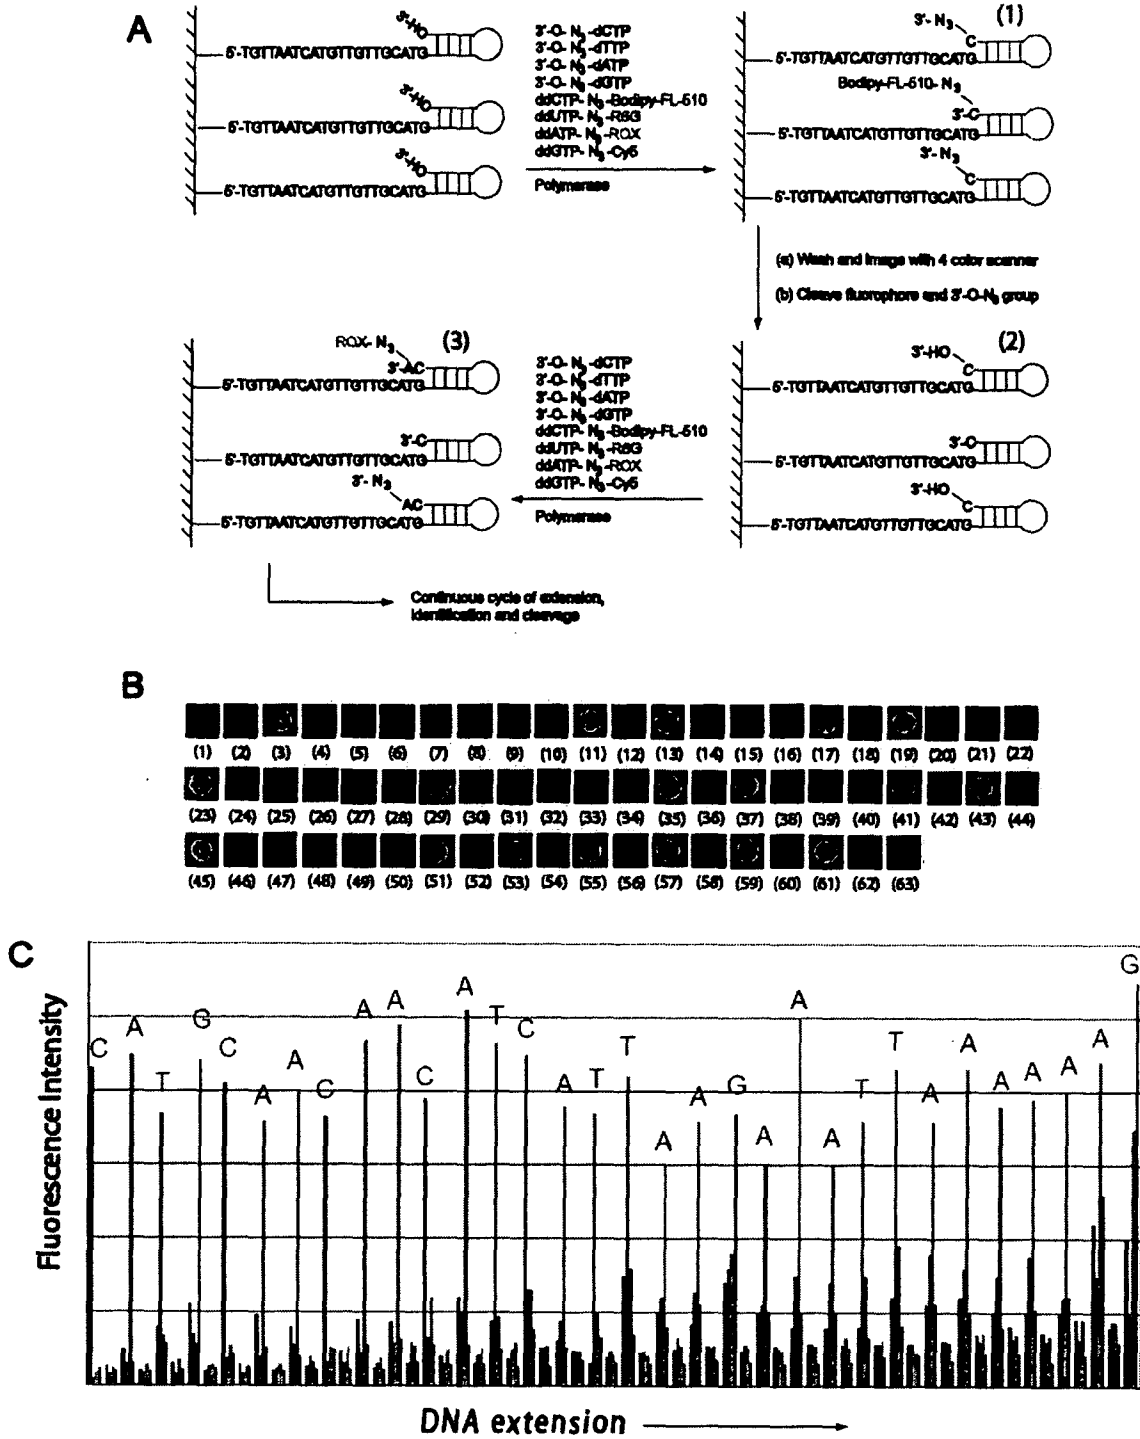 A
3'-HO
5'-TGTTAATCATGTTGTTGCATG
3'-HO
5'-TGTTAATCATGTTGTTGCATG
3'-HO
5'-TGTTAATCATGTTGTTGCATG
3'-O- N3 -dCTP
3'-O- N3 -dTTP
3'-O- N3 -dATP
3'-O- N3 -dGTP
ddCTP- N3 -Bodipy-FL-510
ddUTP- N3 -R6G
ddATP- N3 -ROX
ddGTP- N3 -Cy5
Polymerase
(1)
3'- N3
C
5'-TGTTAATCATGTTGTTGCATG
Bodipy-FL-510- N3
3'-C
5'-TGTTAATCATGTTGTTGCATG
3'- N3
C
5'-TGTTAATCATGTTGTTGCATG
(a) Wash and image with 4 color scanner
(b) Cleave fluorophore and 3'-O-N3 group
(2)
3'-HO
C
5'-TGTTAATCATGTTGTTGCATG
3'-C
5'-TGTTAATCATGTTGTTGCATG
3'-HO
C
5'-TGTTAATCATGTTGTTGCATG
3'-O- N3 -dCTP
3'-O- N3 -dTTP
3'-O- N3 -dATP
3'-O- N3 -dGTP
ddCTP- N3 -Bodipy-FL-510
ddUTP- N3 -R6G
ddATP- N3 -ROX
ddGTP- N3 -Cy5
Polymerase
(3)
ROX- N3
3'-AC
5'-TGTTAATCATGTTGTTGCATG
3'-C
5'-TGTTAATCATGTTGTTGCATG
3'- N3
AC
5'-TGTTAATCATGTTGTTGCATG
Continuous cycle of extension,
identification and cleavage
B
(1) (2) (3) (4) (5) (6) (7) (8) (9) (10) (11) (12) (13) (14) (15) (16) (17) (18) (19) (20) (21) (22)
(23) (24) (25) (26) (27) (28) (29) (30) (31) (32) (33) (34) (35) (36) (37) (38) (39) (40) (41) (42) (43) (44)
(45) (46) (47) (48) (49) (50) (51) (52) (53) (54) (55) (56) (57) (58) (59) (60) (61) (62) (63)
C
Fluorescence Intensity
C A T G C A A C A A C A T C A T T A A G A A A T T A A A A A A G
DNA extension